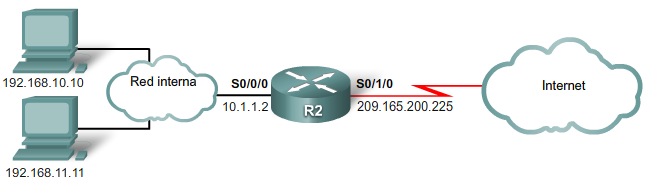 192.168.10.10
Red interna
S0/0/0
10.1.1.2
R2
S0/1/0
209.165.200.225
Internet
192.168.11.11